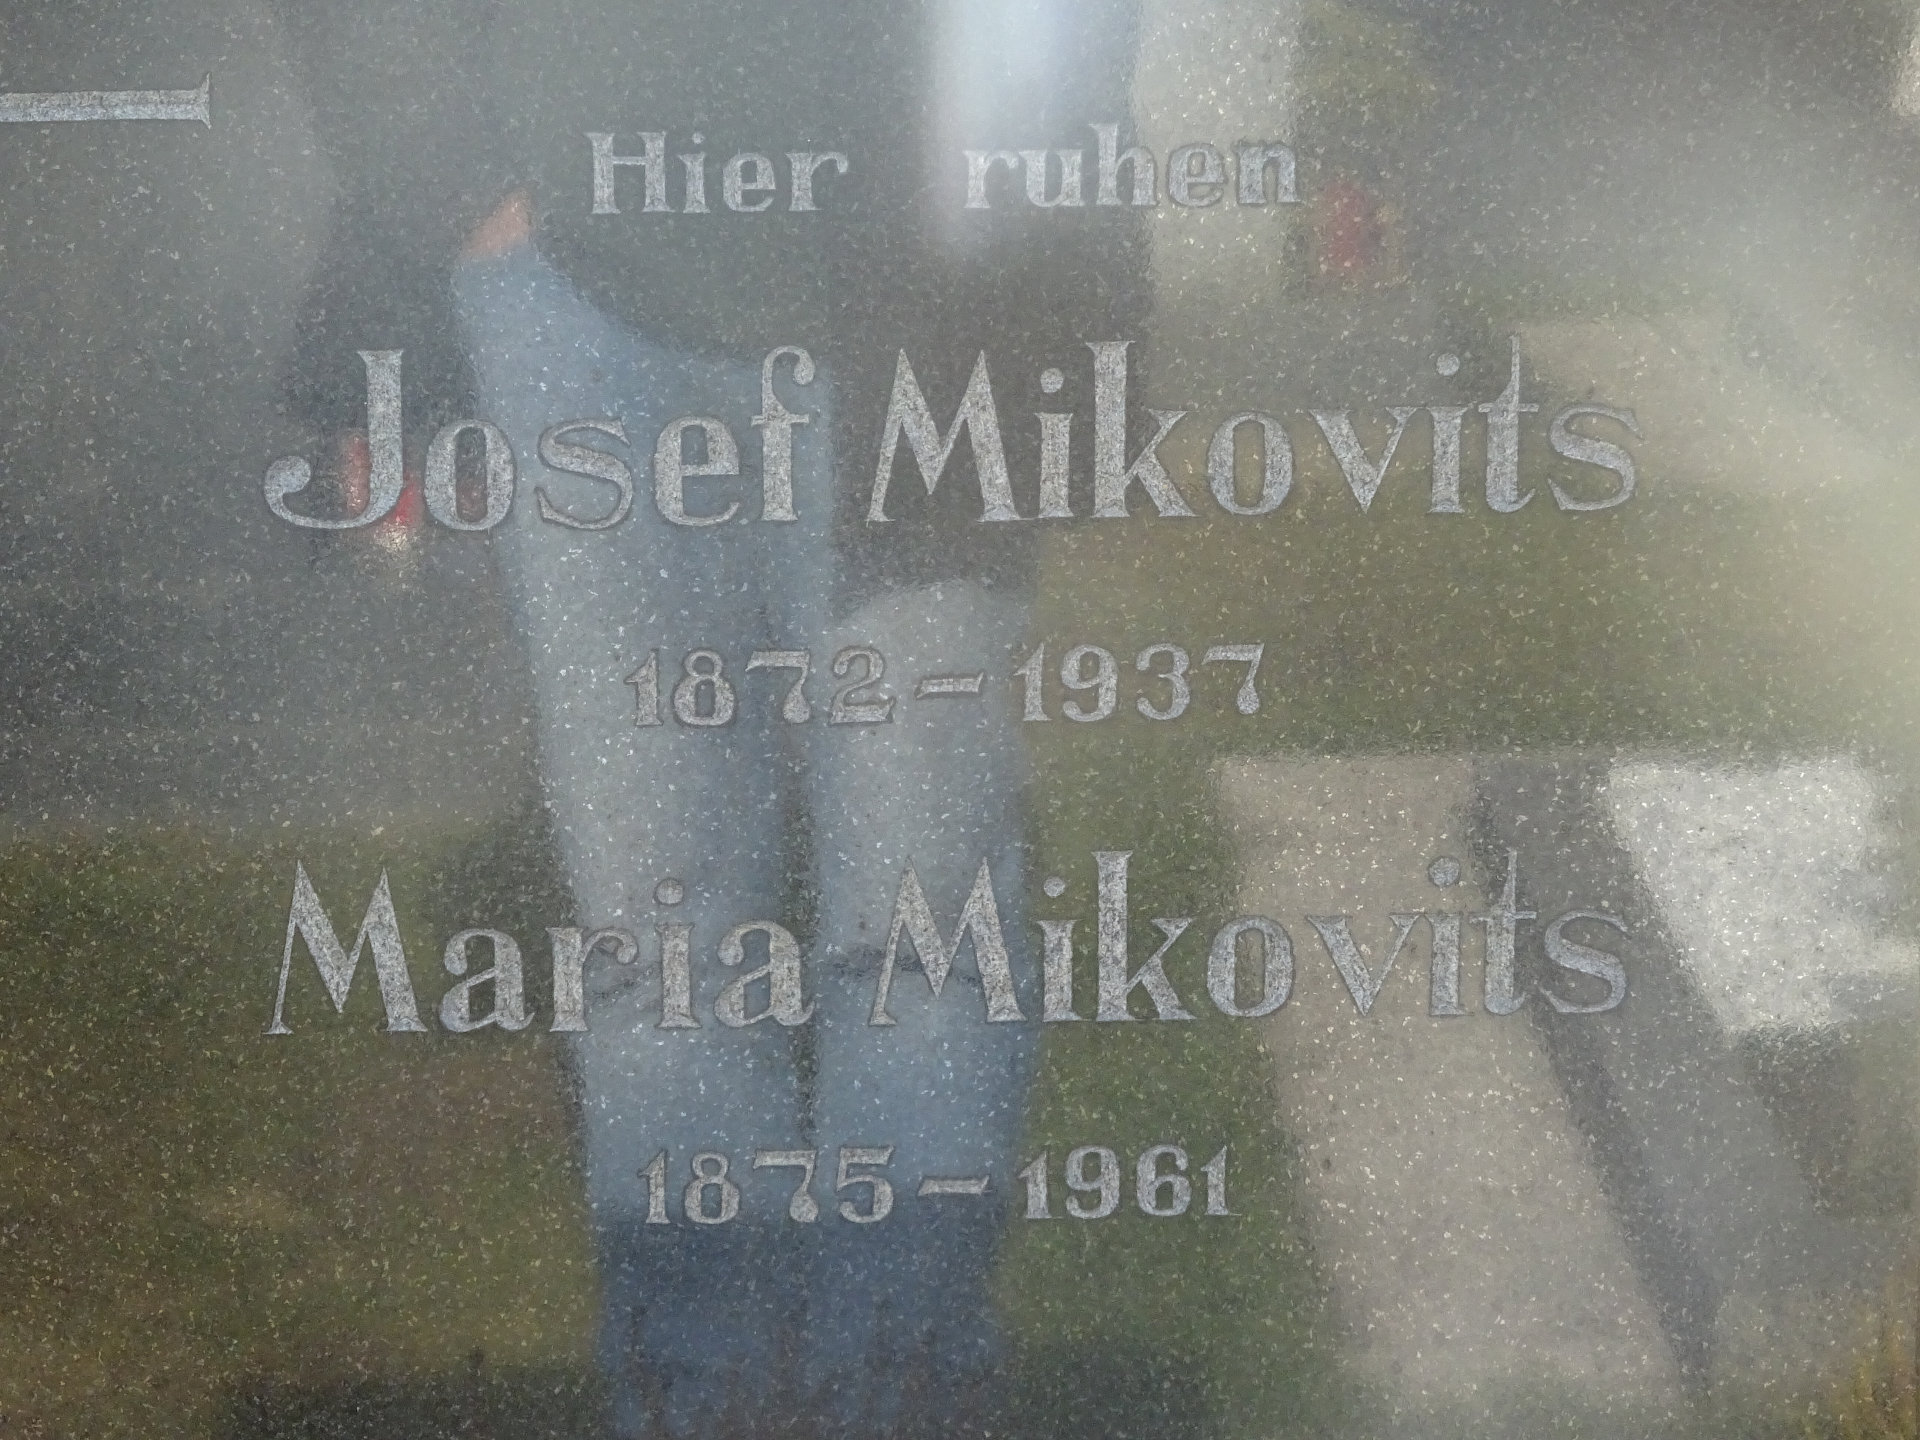 Hier ruhen
Josef Mikovits
1872 – 1937
Maria Mikovits
1875 – 1961